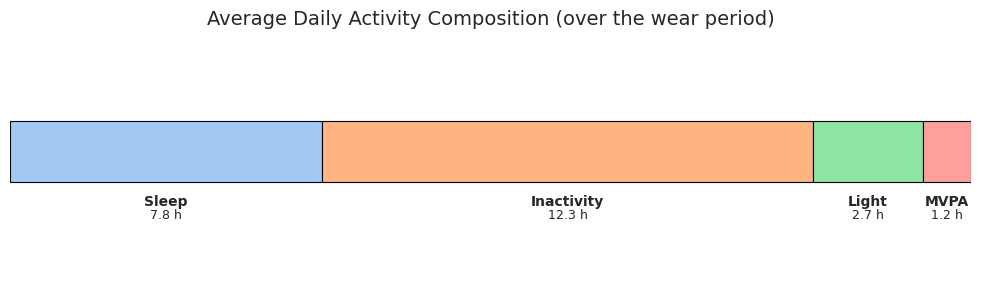 Average Daily Activity Composition (over the wear period)
Sleep
7.8 h
Inactivity
12.3 h
Light
2.7 h
MVPA
1.2 h